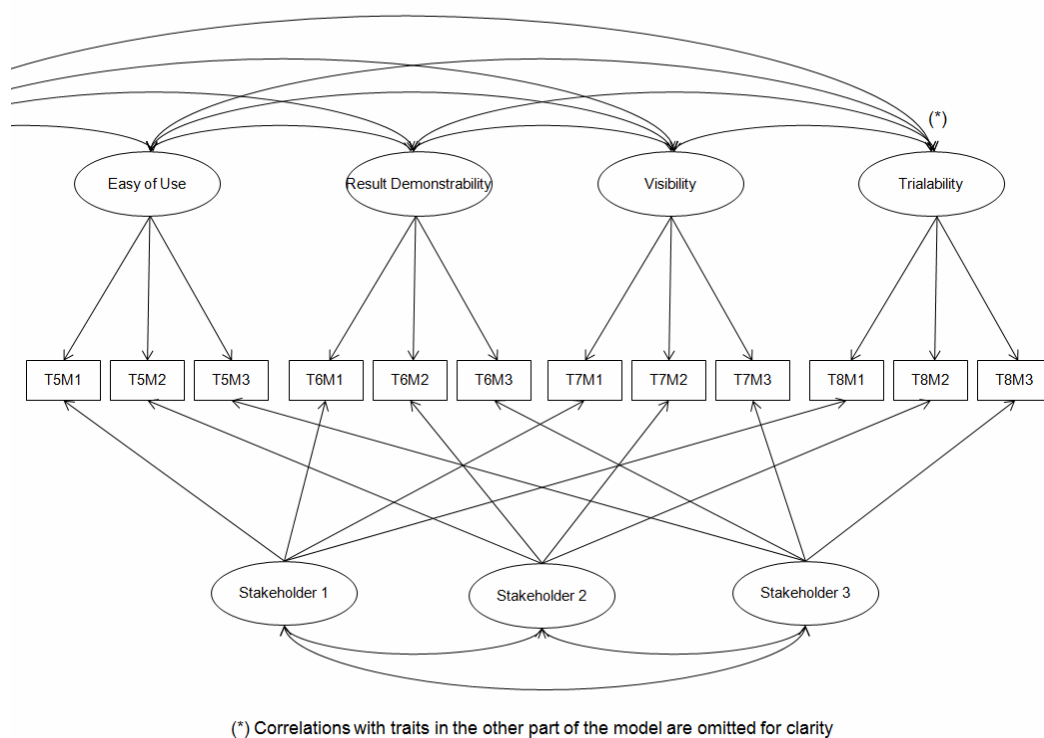 (*)
Easy of Use
Result Demonstrability
Visibility
Trialability
T5M1
T5M2
T5M3
T6M1
T6M2
T6M3
T7M1
T7M2
T7M3
T8M1
T8M2
T8M3
Stakeholder 1
Stakeholder 2
Stakeholder 3
(*) Correlations with traits in the other part of the model are omitted for clarity